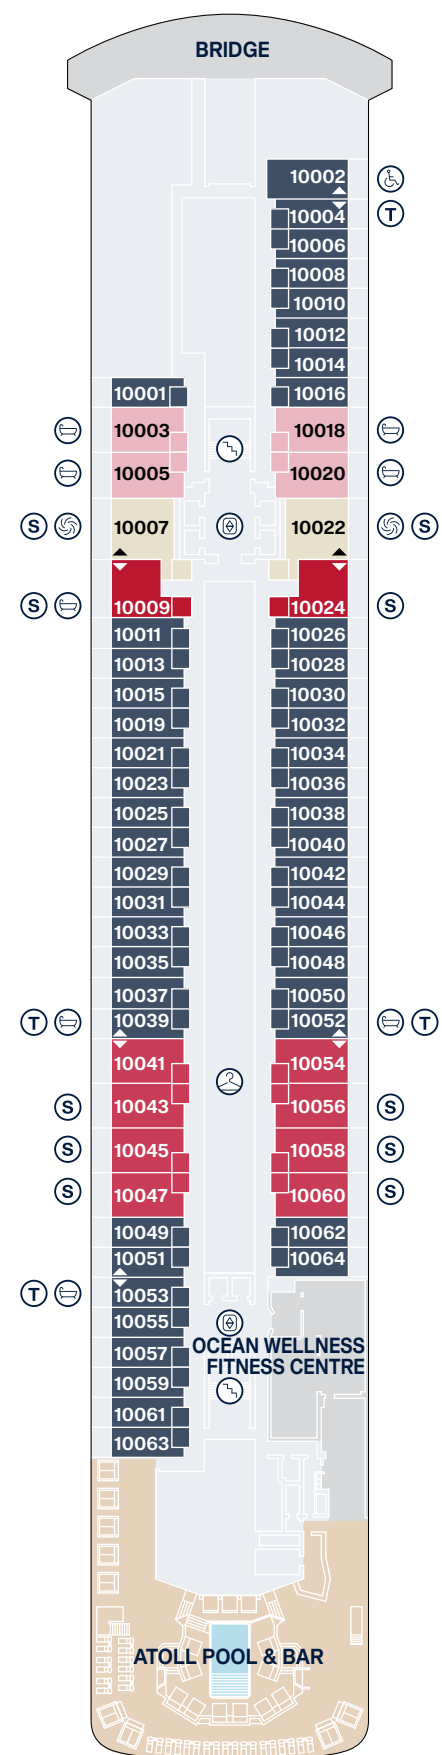 BRIDGE
10002
10004 T
10006
10008
10010
10012
10014
10001 10016
10003 10018
10005 10020
S 10007 10022 S
S 10009 10024 S
10011 10026
10013 10028
10015 10030
10019 10032
10021 10034
10023 10036
10025 10038
10027 10040
10029 10042
10031 10044
10033 10046
10035 10048
10037 10050
T 10039 10052 T
10041 10054
S 10043 10056 S
S 10045 10058 S
S 10047 10060 S
10049 10062
10051 10064
T 10053
10055
OCEAN WELLNESS
10057
FITNESS CENTRE
10059
10061
10063
ATOLL POOL & BAR